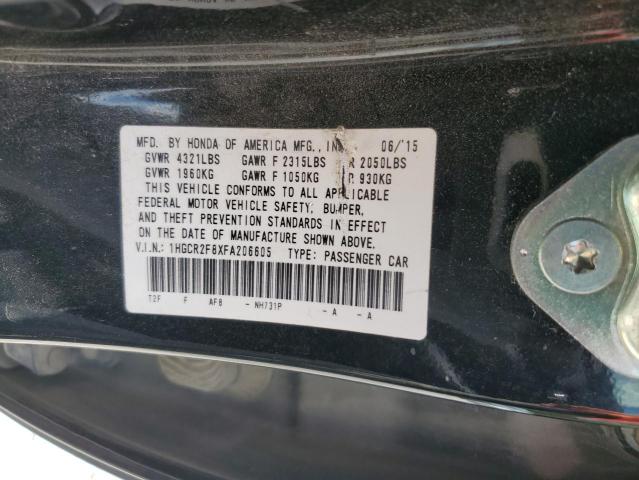 MFD. BY HONDA OF AMERICA MFG., INC. 06/'15
GVWR 4321LBS GAWR F 2315LBS R 2050LBS
GVWR 1960KG GAWR F 1050KG R 930KG
THIS VEHICLE CONFORMS TO ALL APPLICABLE
FEDERAL MOTOR VEHICLE SAFETY, BUMPER,
AND THEFT PREVENTION STANDARDS IN EFFECT
ON THE DATE OF MANUFACTURE SHOWN ABOVE.
V.I.N.: 1HGCR2F8XFA206605 TYPE: PASSENGER CAR
T2F F AF8 - NH731P - A - A